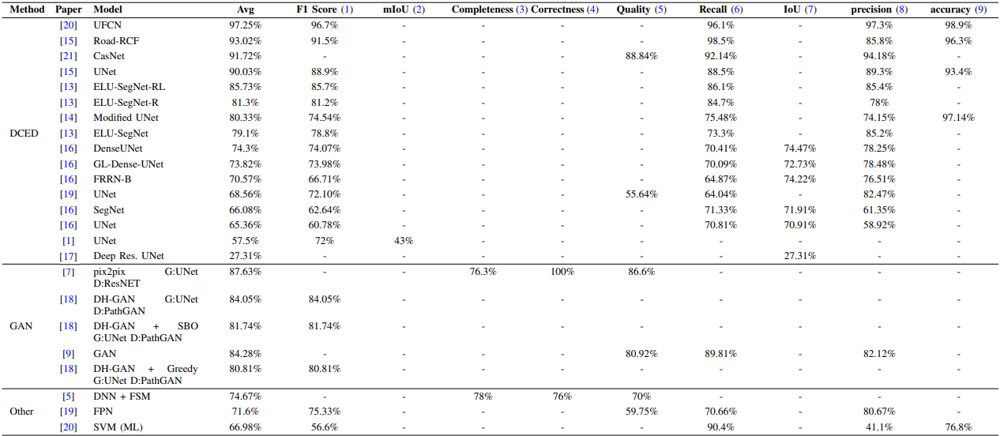 Method Paper Model Avg F1 Score (1) mIoU (2) Completeness (3) Correctness (4) Quality (5) Recall (6) IoU (7) precision (8) accuracy (9)
[20] UFCN 97.25% 96.7% - - - - 96.1% - 97.3% 98.9%
[15] Road-RCF 93.02% 91.5% - - - - 98.5% - 85.8% 96.3%
[21] CasNet 91.72% - - - - 88.84% 92.14% - 94.18% -
[15] UNet 90.03% 88.9% - - - - 88.5% - 89.3% 93.4%
[13] ELU-SegNet-RL 85.73% 85.7% - - - - 86.1% - 85.4% -
[13] ELU-SegNet-R 81.3% 81.2% - - - - 84.7% - 78% -
[14] Modified UNet 80.33% 74.54% - - - - 75.48% - 74.15% 97.14%
DCED [13] ELU-SegNet 79.1% 78.8% - - - - 73.3% - 85.2% -
[16] DenseUNet 74.3% 74.07% - - - - 70.41% 74.47% 78.25% -
[16] GL-Dense-UNet 73.82% 73.98% - - - - 70.09% 72.73% 78.48% -
[16] FRRN-B 70.57% 66.71% - - - - 64.87% 74.22% 76.51% -
[19] UNet 68.56% 72.10% - - - 55.64% 64.04% - 82.47% -
[16] SegNet 66.08% 62.64% - - - - 71.33% 71.91% 61.35% -
[16] UNet 65.36% 60.78% - - - - 70.81% 70.91% 58.92% -
[1] UNet 57.5% 72% 43% - - - - - - -
[17] Deep Res. UNet 27.31% - - - - - - 27.31% - -
[7] pix2pix G:UNet 87.63% - - 76.3% 100% 86.6% - - - -
D:ResNET
[18] DH-GAN G:UNet 84.05% 84.05% - - - - - - - -
D:PathGAN
GAN [18] DH-GAN + SBO 81.74% 81.74% - - - - - - - -
G:UNet D:PathGAN
[9] GAN 84.28% - - - - 80.92% 89.81% - 82.12% -
[18] DH-GAN + Greedy 80.81% 80.81% - - - - - - - -
G:UNet D:PathGAN
[5] DNN + FSM 74.67% - - 78% 76% 70% - - - -
Other [19] FPN 71.6% 75.33% - - - 59.75% 70.66% - 80.67% -
[20] SVM (ML) 66.98% 56.6% - - - - 90.4% - 41.1% 76.8%